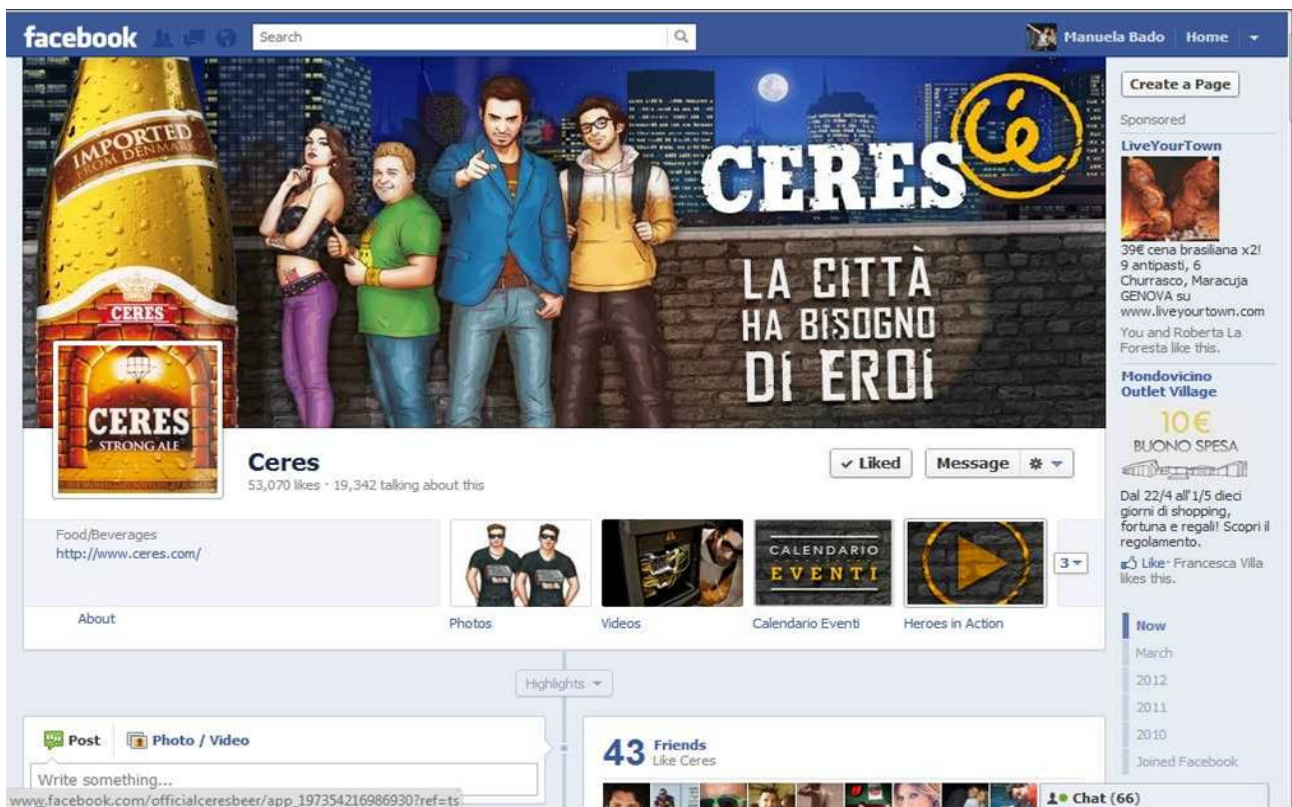 facebook
Search
Manuela Bado Home
IMPORTED
FROM DENMARK
CERES
CERES
STRONG ALE
CERES
LA CITTÀ
HA BISOGNO
DI EROI
Ceres
53,070 likes · 19,342 talking about this
✓ Liked
Message
Food/Beverages
http://www.ceres.com/
About
Photos
Videos
CALENDARIO
EVENTI
Calendario Eventi
Heroes in Action
3
Highlights
Post
Photo / Video
Write something...
www.facebook.com/officialceresbeer/app_197354216986930?ref=ts
43 Friends
Like Ceres
Create a Page
Sponsored
LiveYourTown
39€ cena brasiliana x2!
9 antipasti, 6
Churrasco, Maracuja
GENOVA su
www.liveyourtown.com
You and Roberta La
Foresta like this.
Mondovicino
Outlet Village
10€
BUONO SPESA
Dal 22/4 all'1/5 dieci
giorni di shopping,
fortuna e regali! Scopri il
regolamento.
Like · Francesca Villa
likes this.
Now
March
2012
2011
2010
Joined Facebook
Chat (66)